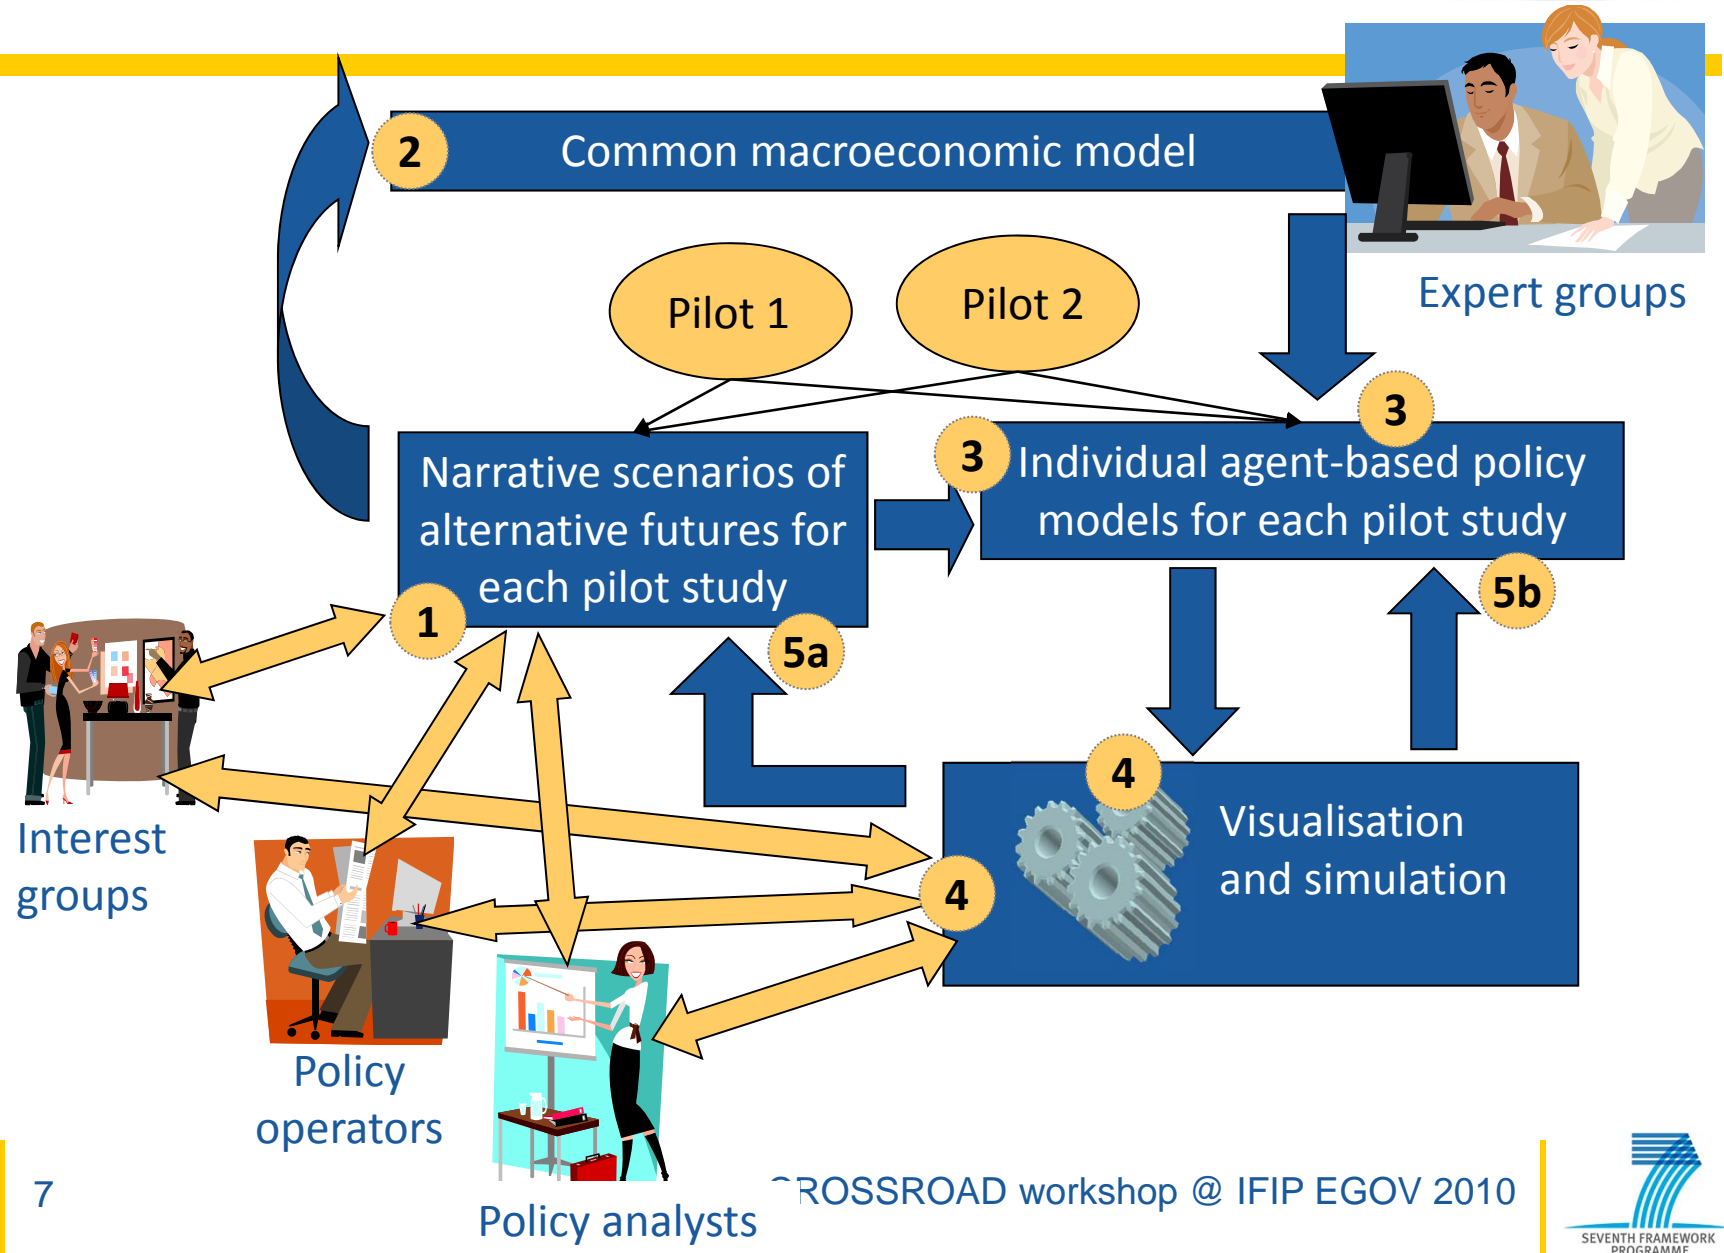 2
Common macroeconomic model
Expert groups
Pilot 1
Pilot 2
3
3
Narrative scenarios of
alternative futures for
each pilot study
Individual agent-based policy
models for each pilot study
1
5a
5b
4
Visualisation
and simulation
4
Interest
groups
Policy
operators
Policy analysts
7
CROSSROAD workshop @ IFIP EGOV 2010
SEVENTH FRAMEWORK
PROGRAMME